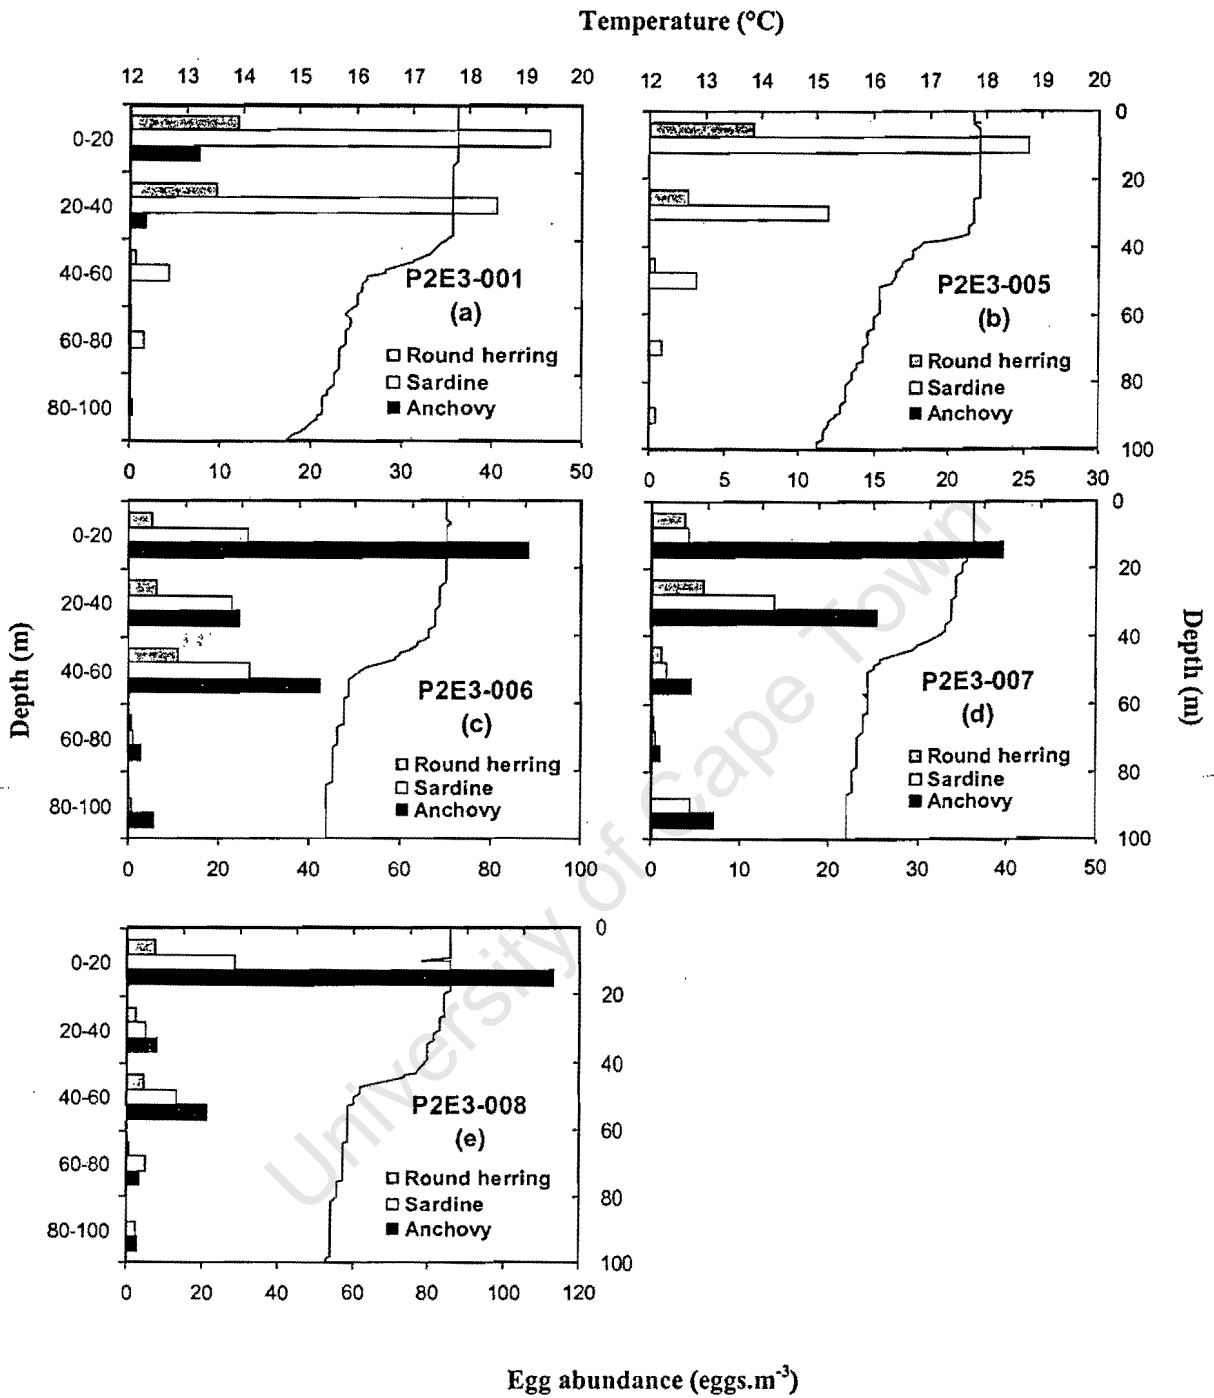 Temperature (°C)
12 13 14 15 16 17 18 19 20
12 13 14 15 16 17 18 19 20
0-20
20-40
40-60
60-80
80-100
P2E3-001
(a)
Round herring
Sardine
Anchovy
0 10 20 30 40 50
0
20
40
60
80
100
P2E3-005
(b)
Round herring
Sardine
Anchovy
0 5 10 15 20 25 30
0-20
20-40
40-60
60-80
80-100
P2E3-006
(c)
Round herring
Sardine
Anchovy
0 20 40 60 80 100
0
20
40
60
80
100
P2E3-007
(d)
Round herring
Sardine
Anchovy
0 10 20 30 40 50
Depth (m)
Depth (m)
0-20
20-40
40-60
60-80
80-100
0
20
40
60
80
100
P2E3-008
(e)
Round herring
Sardine
Anchovy
0 20 40 60 80 100 120
Egg abundance (eggs.m⁻³)
University of Cape Town